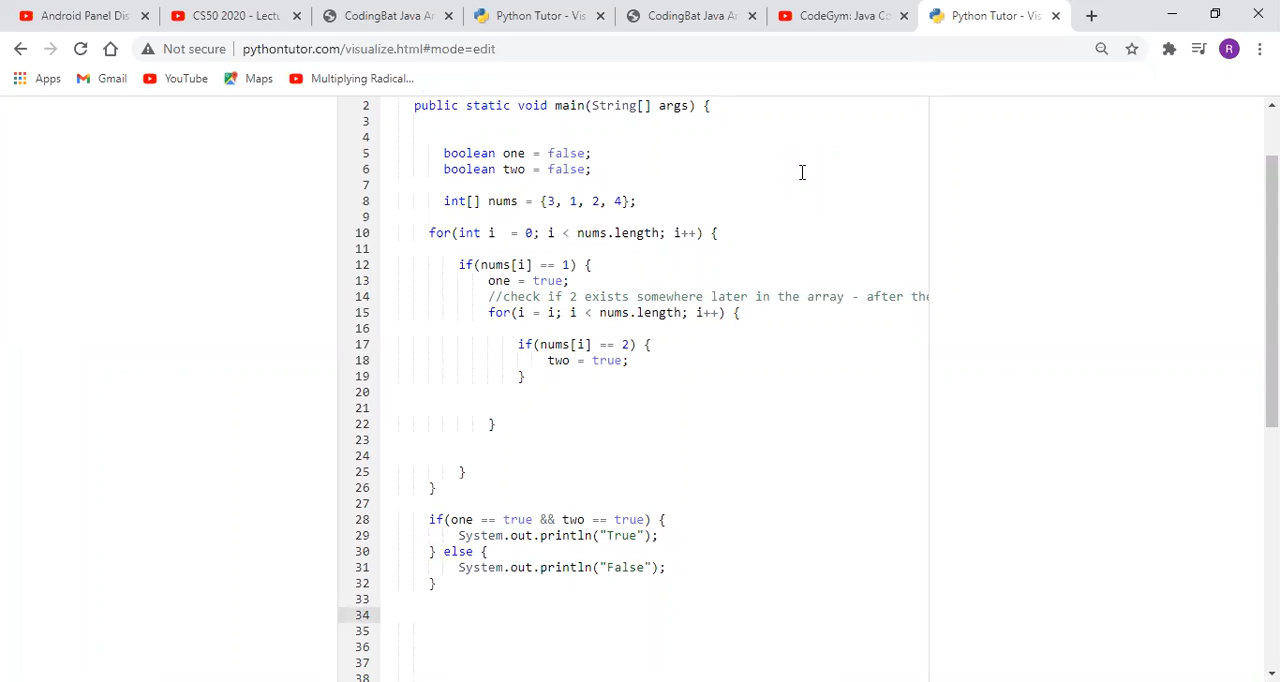 Android Panel Dis
CS50 2020 - Lectu
CodingBat Java Ar
Python Tutor - Vis
CodingBat Java Ar
CodeGym: Java Co
Python Tutor - Vis
Not secure | pythontutor.com/visualize.html#mode=edit
R
Apps Gmail YouTube Maps Multiplying Radical...
2 public static void main(String[] args) {
3
4
5 boolean one = false;
6 boolean two = false;
7
8 int[] nums = {3, 1, 2, 4};
9
10 for(int i  = 0; i < nums.length; i++) {
11
12 if(nums[i] == 1) {
13 one = true;
14 //check if 2 exists somewhere later in the array - after the
15 for(i = i; i < nums.length; i++) {
16
17 if(nums[i] == 2) {
18 two = true;
19 }
20
21
22 }
23
24
25 }
26 }
27
28 if(one == true && two == true) {
29 System.out.println("True");
30 } else {
31 System.out.println("False");
32 }
33
34
35
36
37
38